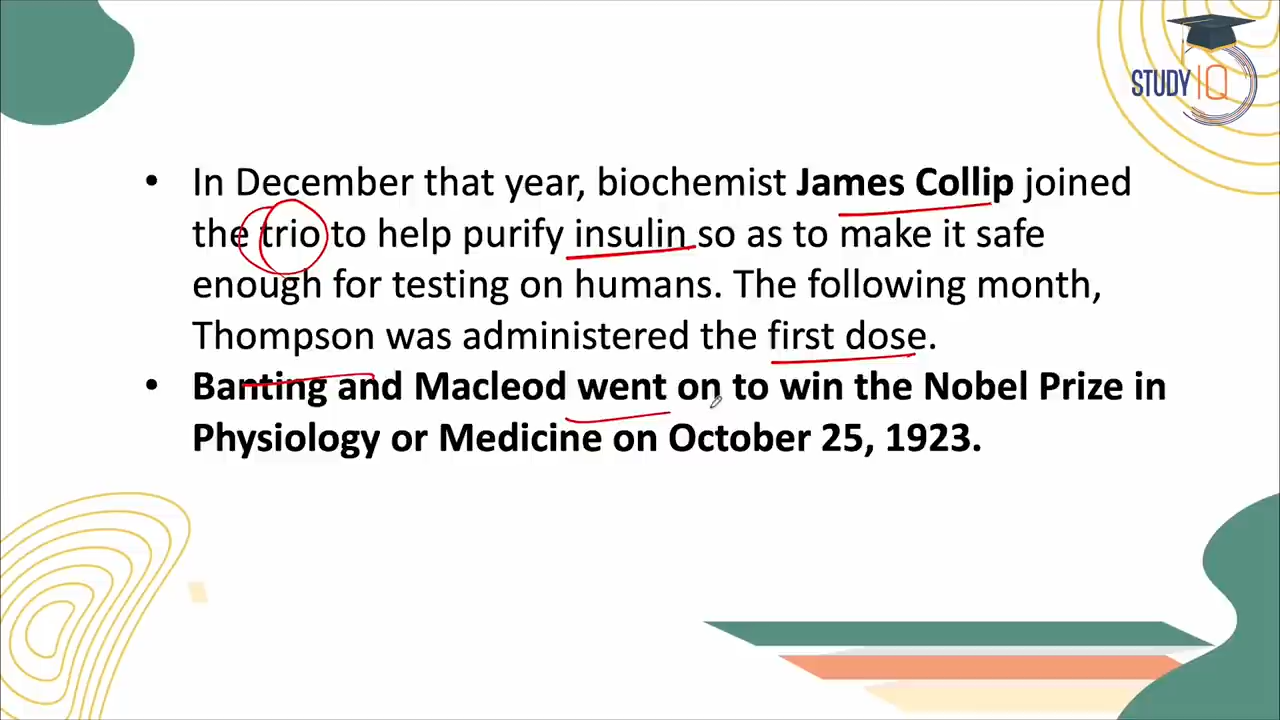 STUDY IQ
• In December that year, biochemist James Collip joined
the trio to help purify insulin so as to make it safe
enough for testing on humans. The following month,
Thompson was administered the first dose.
• Banting and Macleod went on to win the Nobel Prize in
Physiology or Medicine on October 25, 1923.